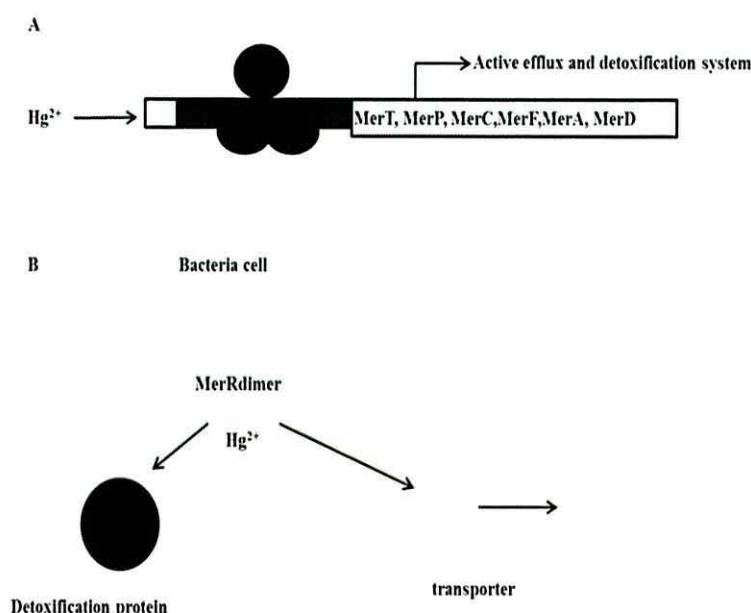 A
Active efflux and detoxification system
Hg²⁺
MerT, MerP, MerC,MerF,MerA, MerD
B
Bacteria cell
MerRdimer
Hg²⁺
transporter
Detoxification protein